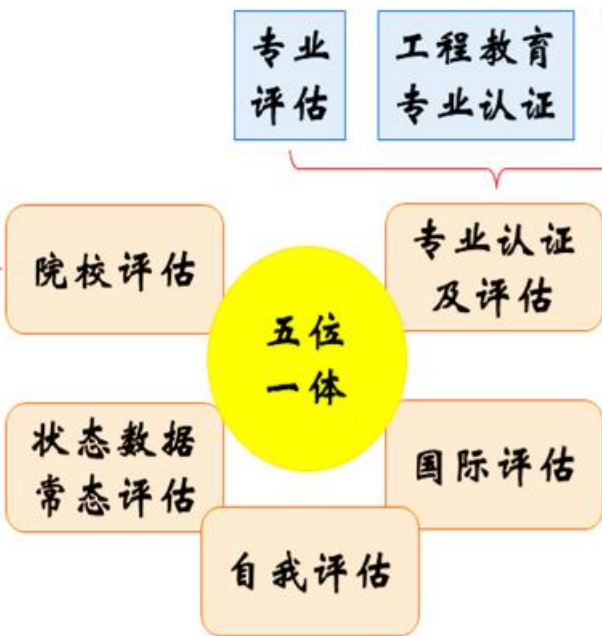 专业
评估
工程教育
专业认证
院校评估
专业认证
及评估
五位
一体
状态数据
常态评估
国际评估
自我评估